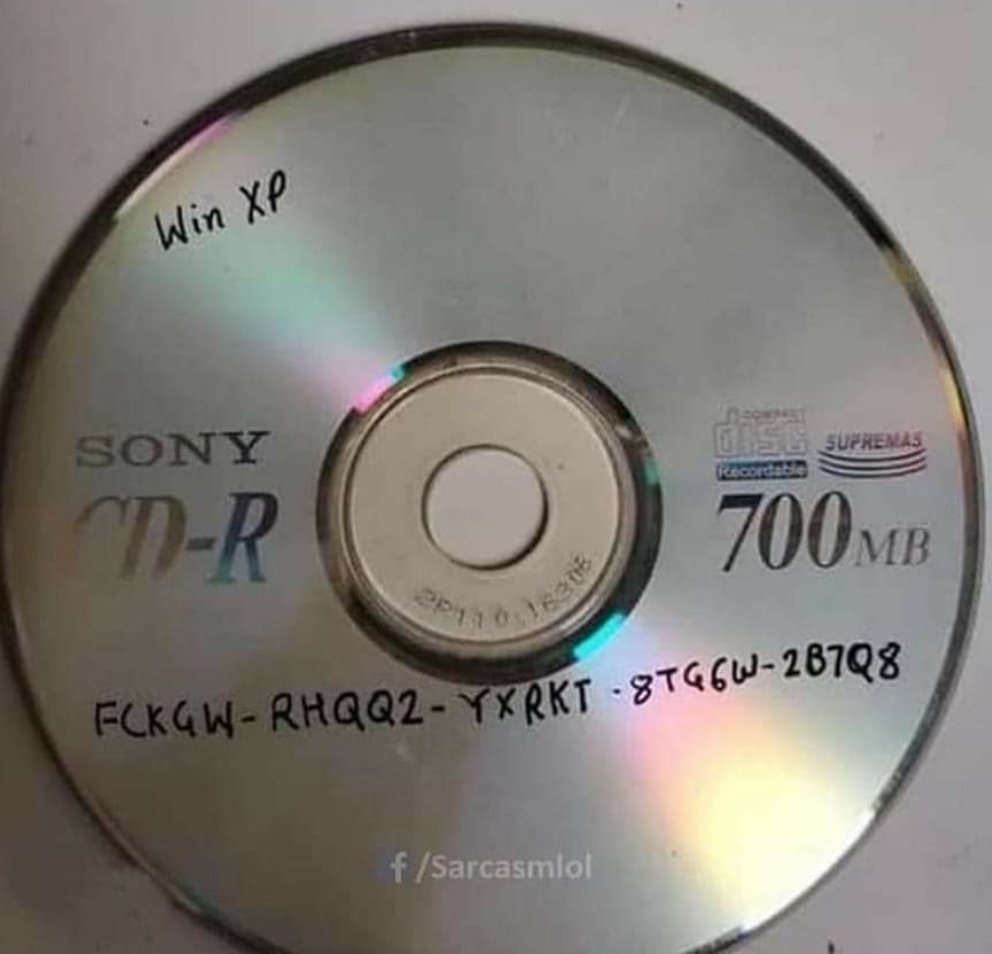 Win XP
SONY
CD-R
COMPACT
disc
Recordable
SUPREMAS
700MB
FCKGW-RHQQ2-YXRKT-8TG6W-2B7Q8
f/Sarcasmlol